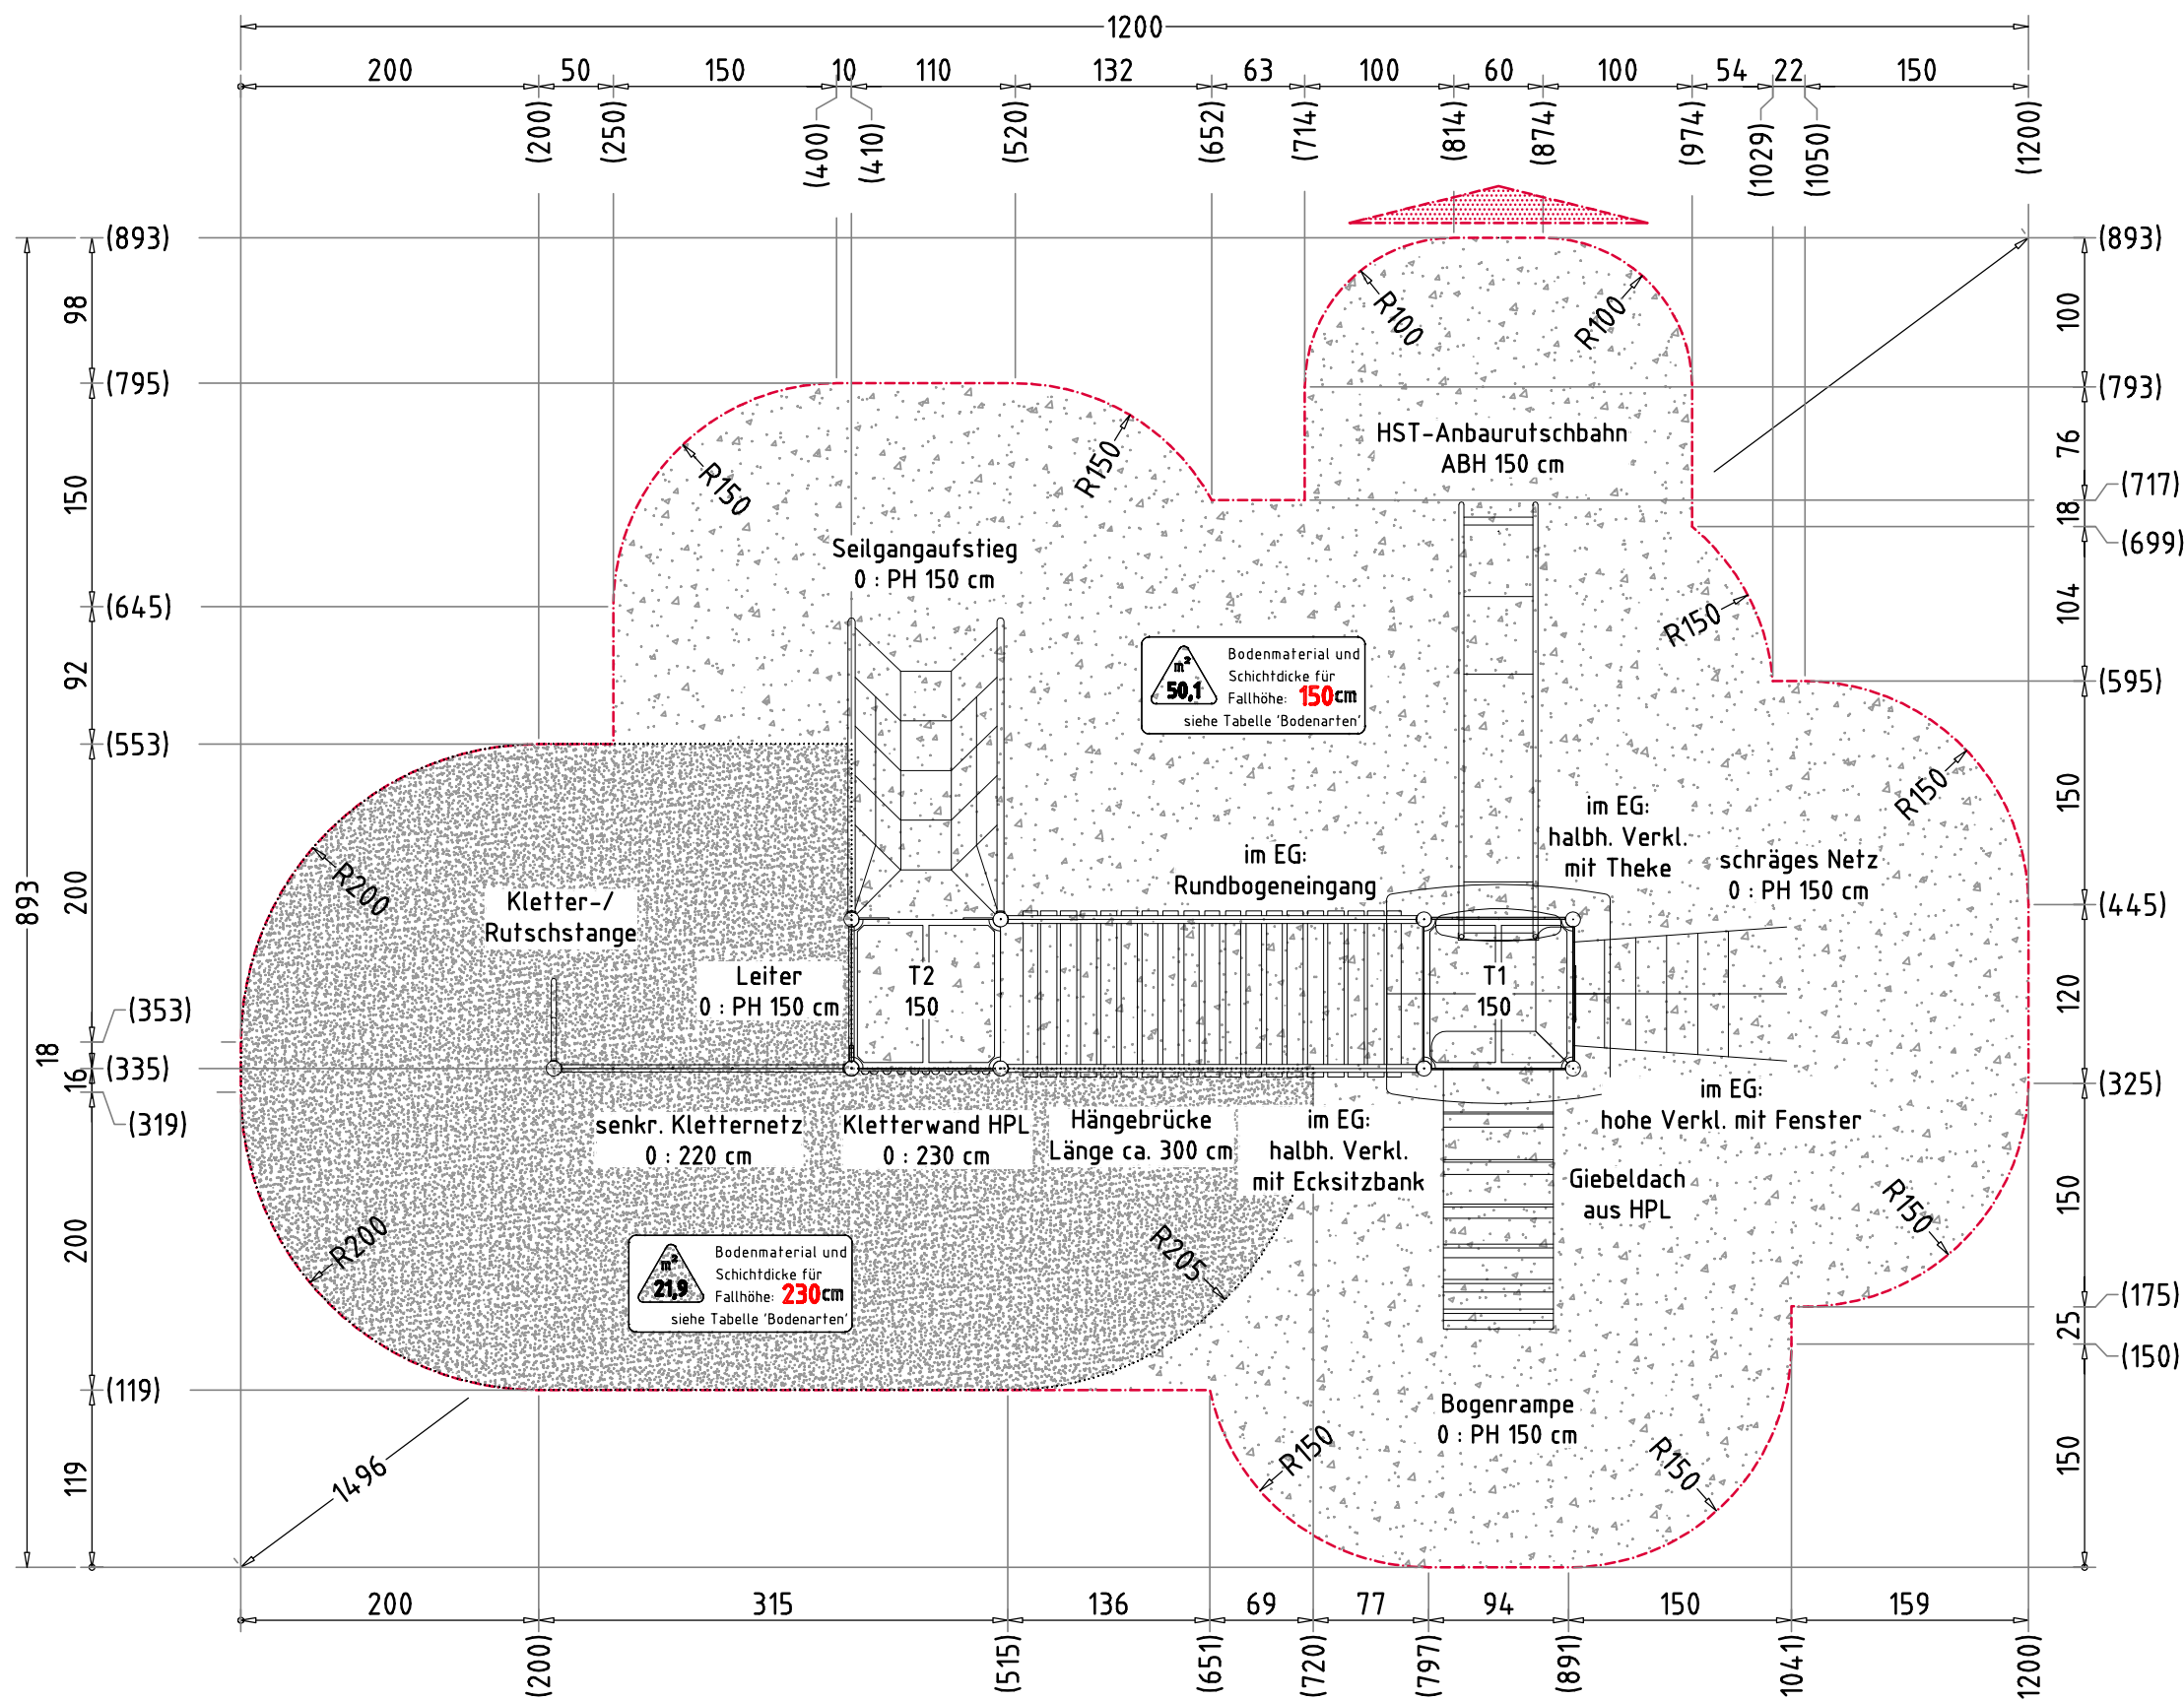 1200
200 50 150 10 110 132 63 100 60 100 54 22 150
(200) (250) (400) (410) (520) (652) (714) (814) (874) (974) (1029) (1050) (1200)
(893) (893)
98 100
R100 R100
(795) (793)
HST-Anbaurutschbahn
ABH 150 cm
76
150
R150 R150
(717)
18
(699)
Seilgangaufstieg
0 : PH 150 cm
(645)
104
R150
92
m²
50,1
Bodenmaterial und
Schichtdicke für
Fallhöhe: 150cm
siehe Tabelle 'Bodenarten'
(595)
(553)
150
R150
im EG:
halbh. Verkl.
mit Theke
im EG:
Rundbogeneingang
schräges Netz
0 : PH 150 cm
893
200
R200
Kletter-/
Rutschstange
(445)
Leiter
0 : PH 150 cm
T2
150
T1
150
120
(353)
18
16
(335)
(319)
(325)
senkr. Kletternetz
0 : 220 cm
Kletterwand HPL
0 : 230 cm
Hängebrücke
Länge ca. 300 cm
im EG:
halbh. Verkl.
mit Ecksitzbank
im EG:
hohe Verkl. mit Fenster
Giebeldach
aus HPL
150
R150
200
R200
m²
21,9
Bodenmaterial und
Schichtdicke für
Fallhöhe: 230cm
siehe Tabelle 'Bodenarten'
R205
(175)
25
(150)
(119)
Bogenrampe
0 : PH 150 cm
119
1496
R150 R150
150
200 315 136 69 77 94 150 159
(200) (515) (651) (720) (797) (891) 1041) 1200)